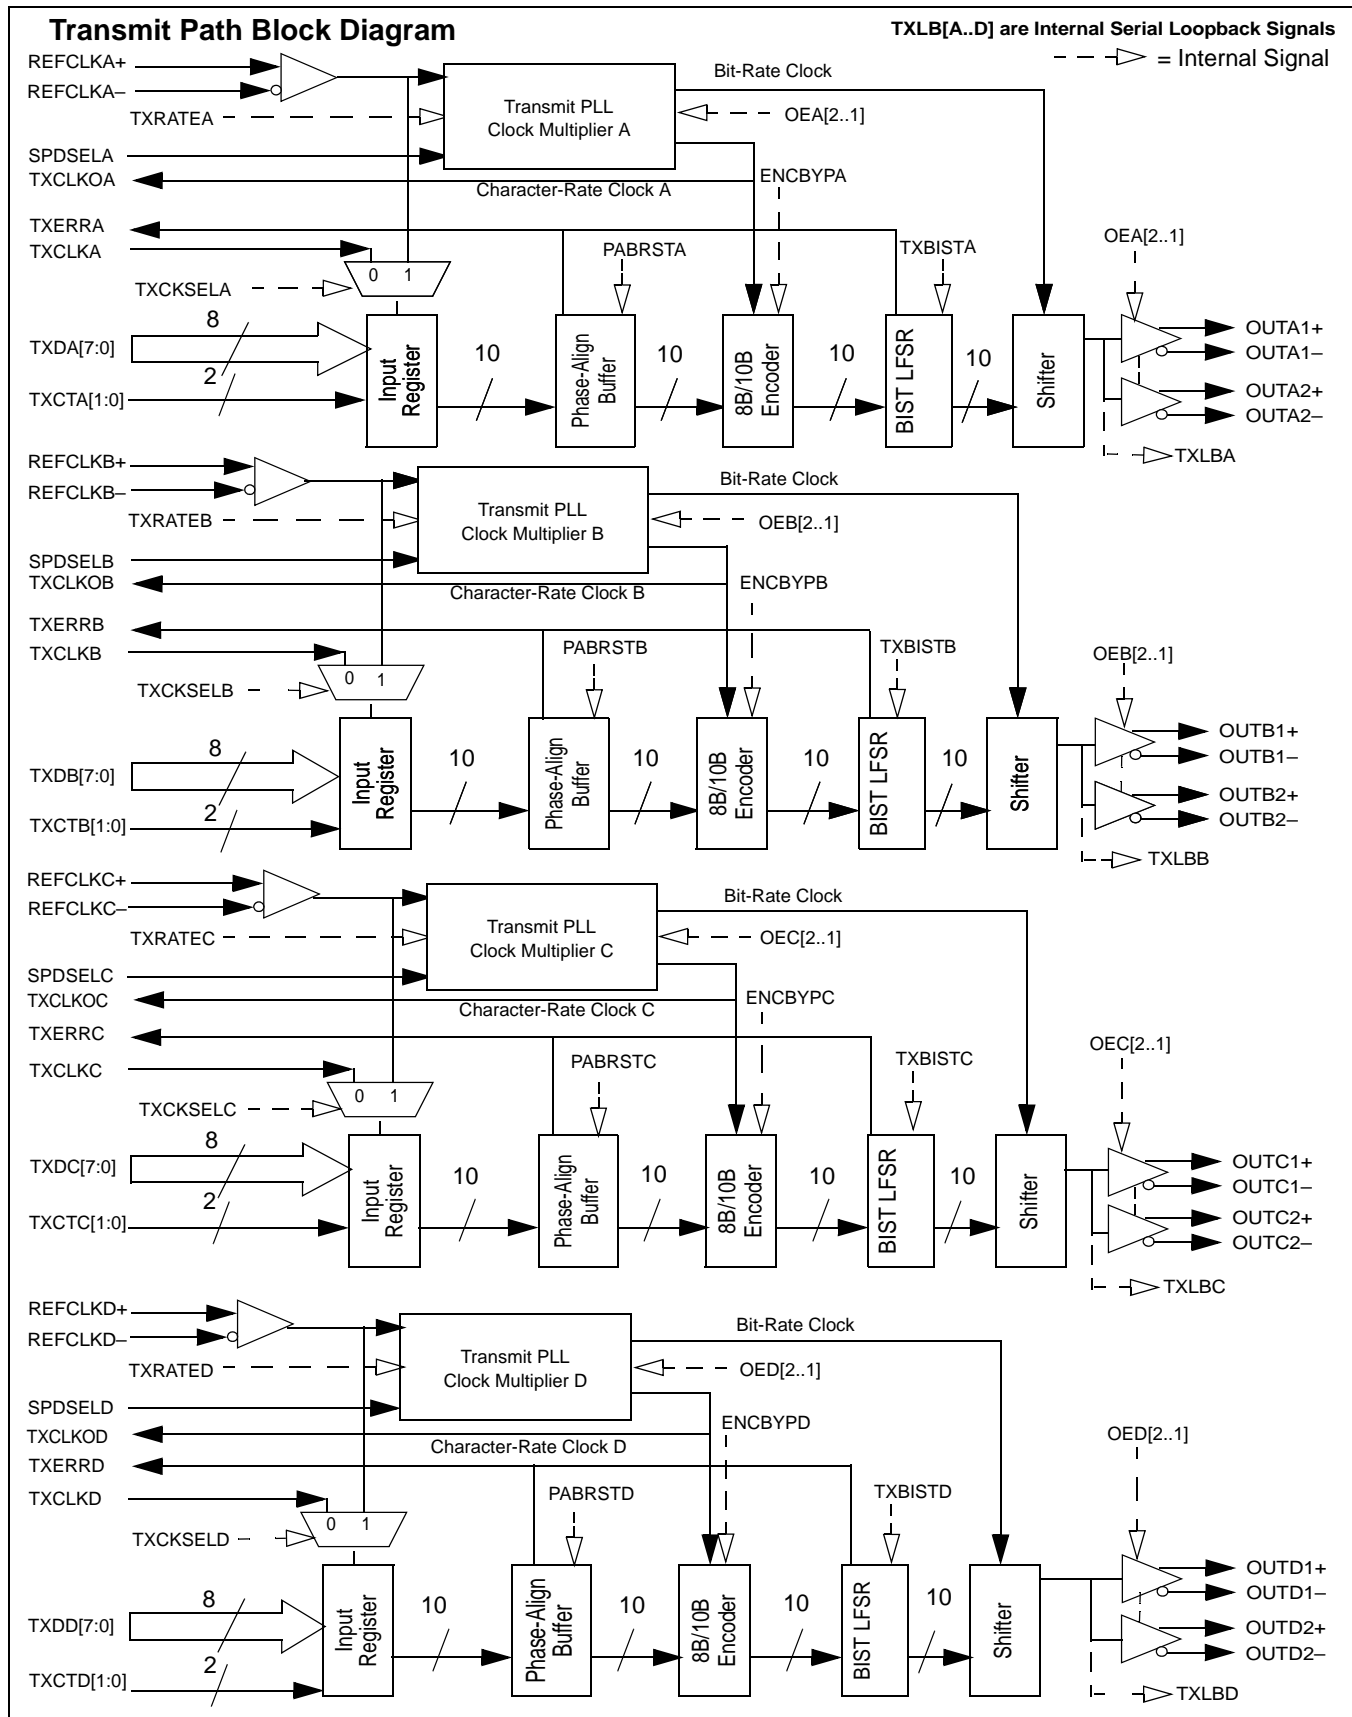 Transmit Path Block Diagram
TXLB[A..D] are Internal Serial Loopback Signals
= Internal Signal
REFCLKA+
REFCLKA–
TXRATEA
SPDSELA
TXCLKOA
TXERRA
TXCLKA
TXCKSELA
TXDA[7:0]
TXCTA[1:0]
Transmit PLL
Clock Multiplier A
Bit-Rate Clock
OEA[2..1]
Character-Rate Clock A
ENCBYPA
PABRSTA
TXBISTA
OEA[2..1]
0 1
8
2
Input
Register
10
Phase-Align
Buffer
10
8B/10B
Encoder
10
BIST LFSR
10
Shifter
OUTA1+
OUTA1–
OUTA2+
OUTA2–
TXLBA
REFCLKB+
REFCLKB–
TXRATEB
SPDSELB
TXCLKOB
TXERRB
TXCLKB
TXCKSELB
TXDB[7:0]
TXCTB[1:0]
Transmit PLL
Clock Multiplier B
Bit-Rate Clock
OEB[2..1]
Character-Rate Clock B
ENCBYPB
PABRSTB
TXBISTB
OEB[2..1]
0 1
8
2
Input
Register
10
Phase-Align
Buffer
10
8B/10B
Encoder
10
BIST LFSR
10
Shifter
OUTB1+
OUTB1–
OUTB2+
OUTB2–
TXLBB
REFCLKC+
REFCLKC–
TXRATEC
SPDSELC
TXCLKOC
TXERRC
TXCLKC
TXCKSELC
TXDC[7:0]
TXCTC[1:0]
Transmit PLL
Clock Multiplier C
Bit-Rate Clock
OEC[2..1]
Character-Rate Clock C
ENCBYPC
PABRSTC
TXBISTC
OEC[2..1]
0 1
8
2
Input
Register
10
Phase-Align
Buffer
10
8B/10B
Encoder
10
BIST LFSR
10
Shifter
OUTC1+
OUTC1–
OUTC2+
OUTC2–
TXLBC
REFCLKD+
REFCLKD–
TXRATED
SPDSELD
TXCLKOD
TXERRD
TXCLKD
TXCKSELD
TXDD[7:0]
TXCTD[1:0]
Transmit PLL
Clock Multiplier D
Bit-Rate Clock
OED[2..1]
Character-Rate Clock D
ENCBYPD
PABRSTD
TXBISTD
OED[2..1]
0 1
8
2
Input
Register
10
Phase-Align
Buffer
10
8B/10B
Encoder
10
BIST LFSR
10
Shifter
OUTD1+
OUTD1–
OUTD2+
OUTD2–
TXLBD